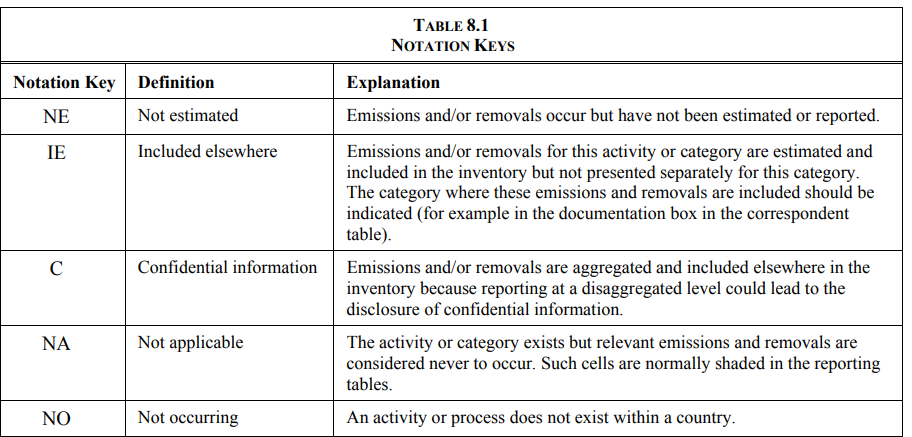 TABLE 8.1
NOTATION KEYS
Notation Key Definition Explanation
NE Not estimated Emissions and/or removals occur but have not been estimated or reported.
IE Included elsewhere Emissions and/or removals for this activity or category are estimated and
included in the inventory but not presented separately for this category.
The category where these emissions and removals are included should be
indicated (for example in the documentation box in the correspondent
table).
C Confidential information Emissions and/or removals are aggregated and included elsewhere in the
inventory because reporting at a disaggregated level could lead to the
disclosure of confidential information.
NA Not applicable The activity or category exists but relevant emissions and removals are
considered never to occur. Such cells are normally shaded in the reporting
tables.
NO Not occurring An activity or process does not exist within a country.